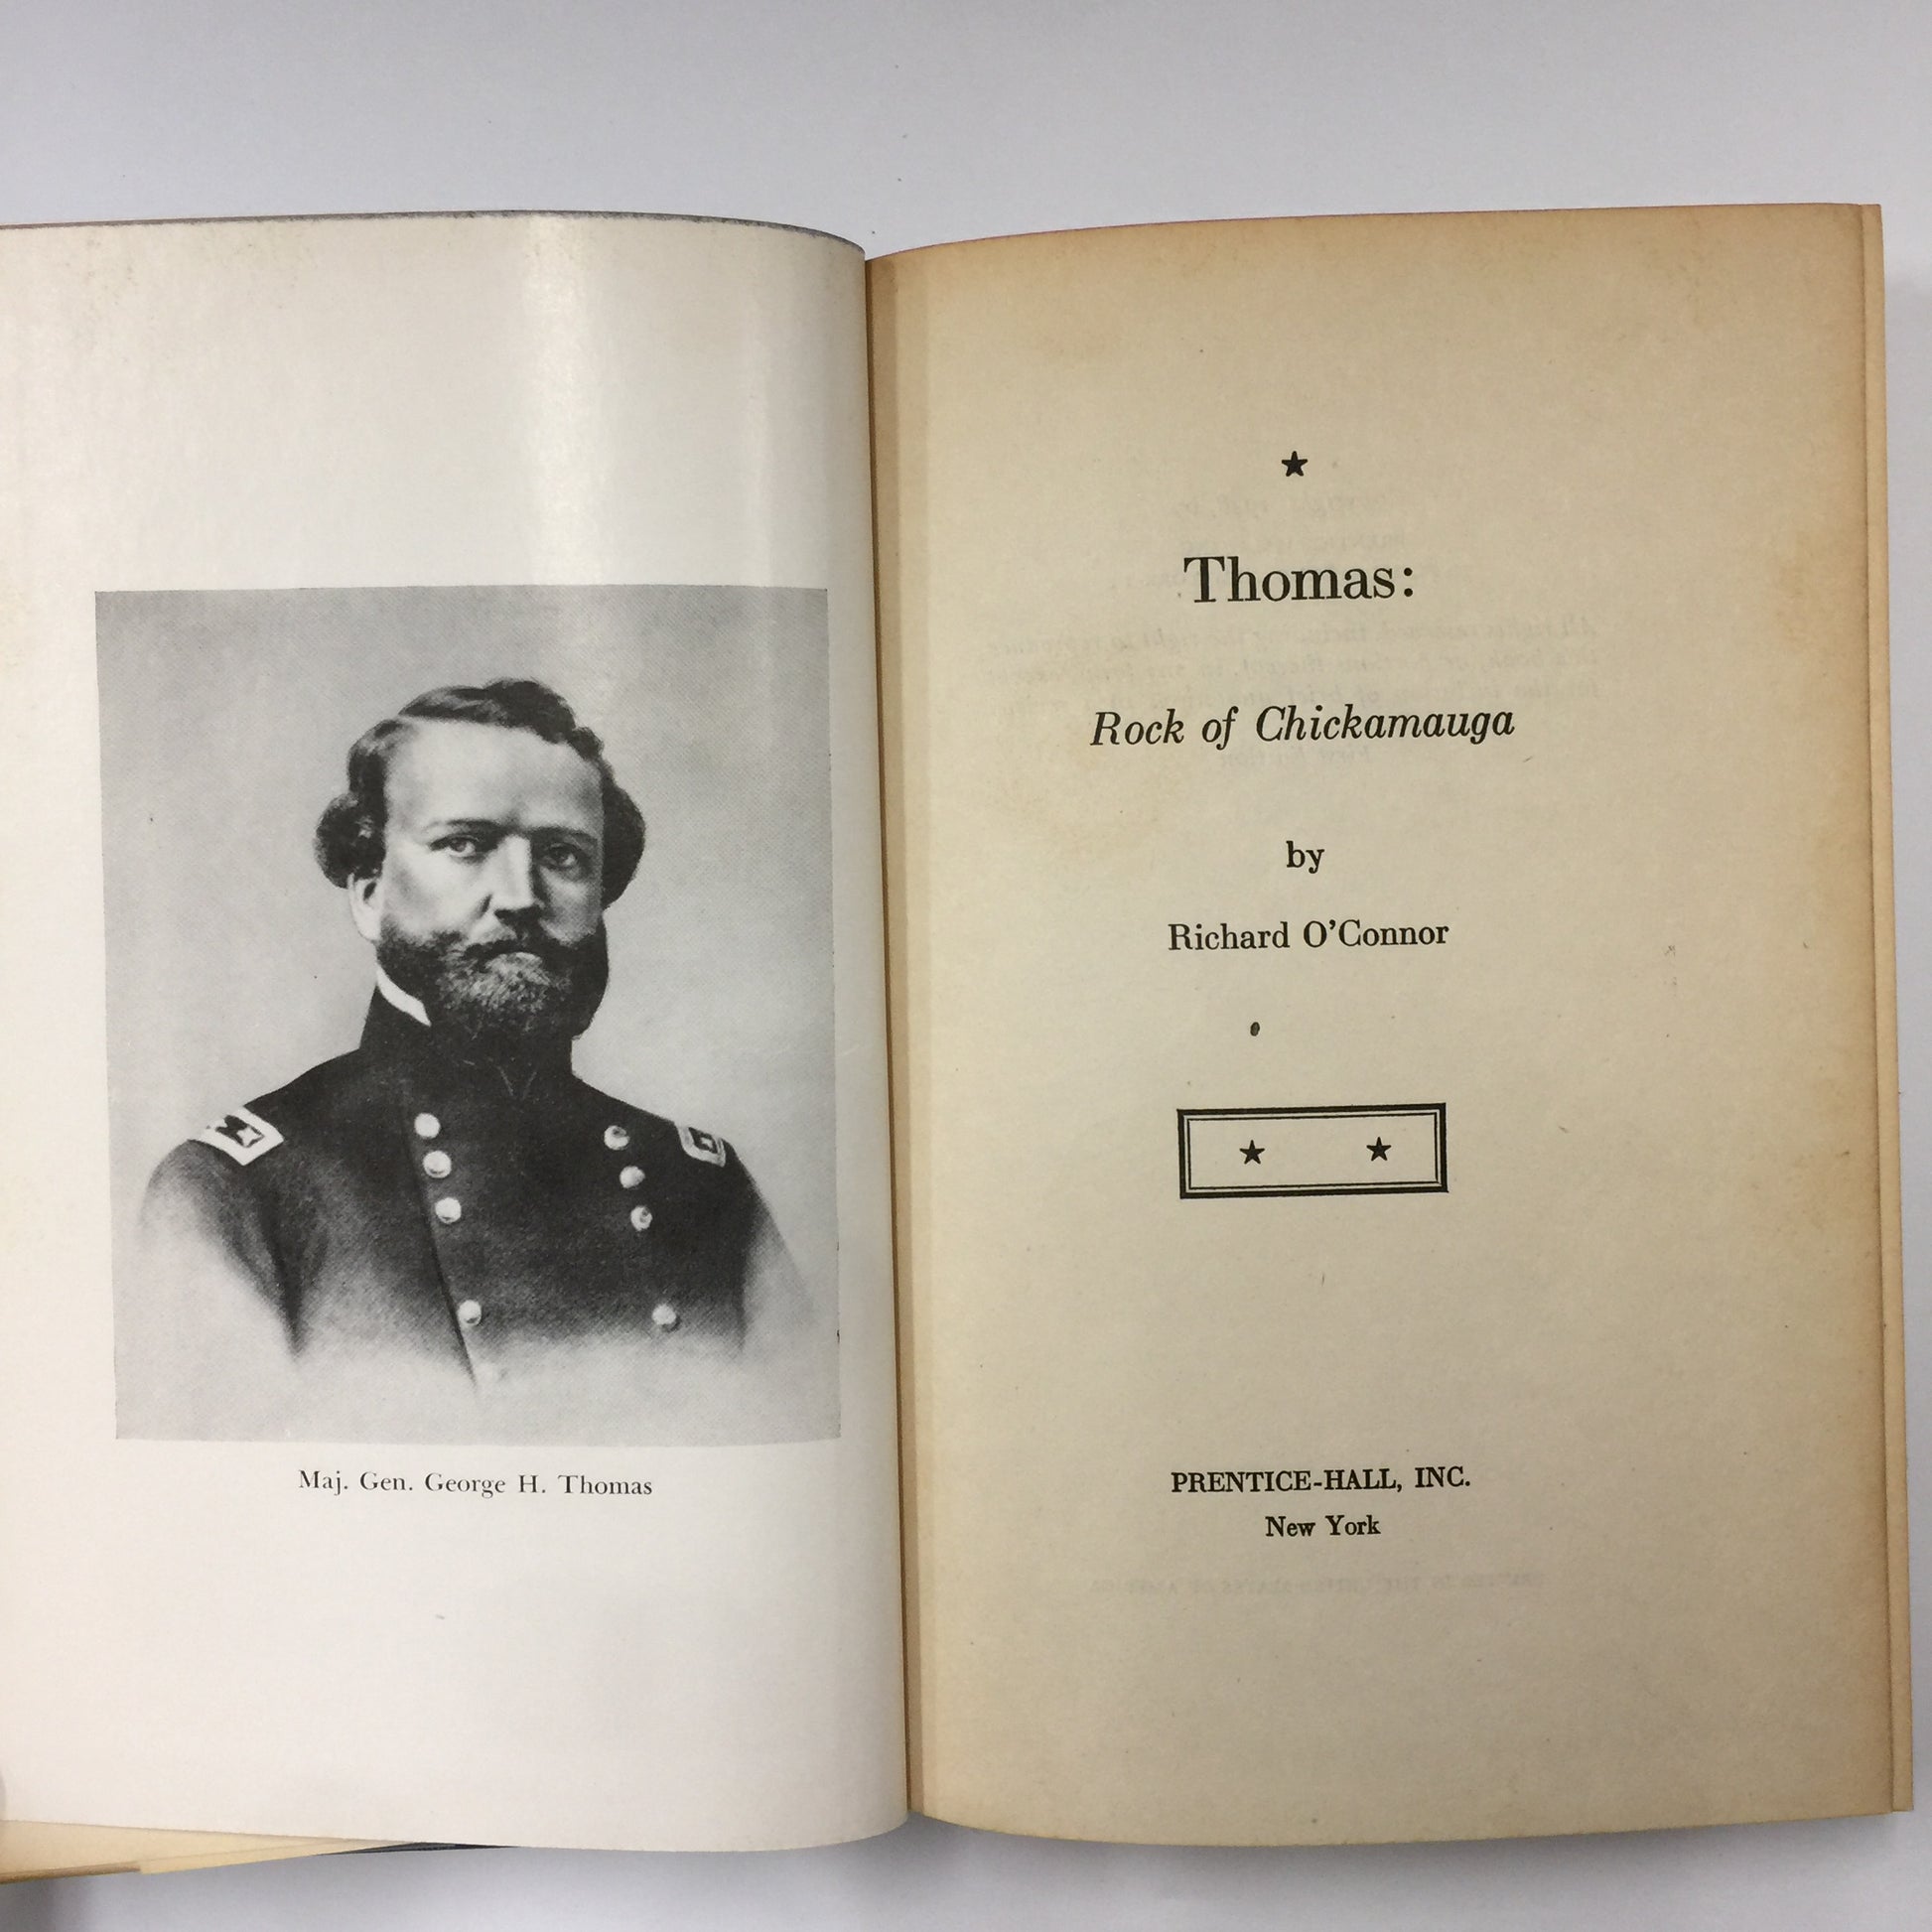 Maj. Gen. George H. Thomas
Thomas:
Rock of Chickamauga
by
Richard O'Connor
PRENTICE-HALL, INC.
New York